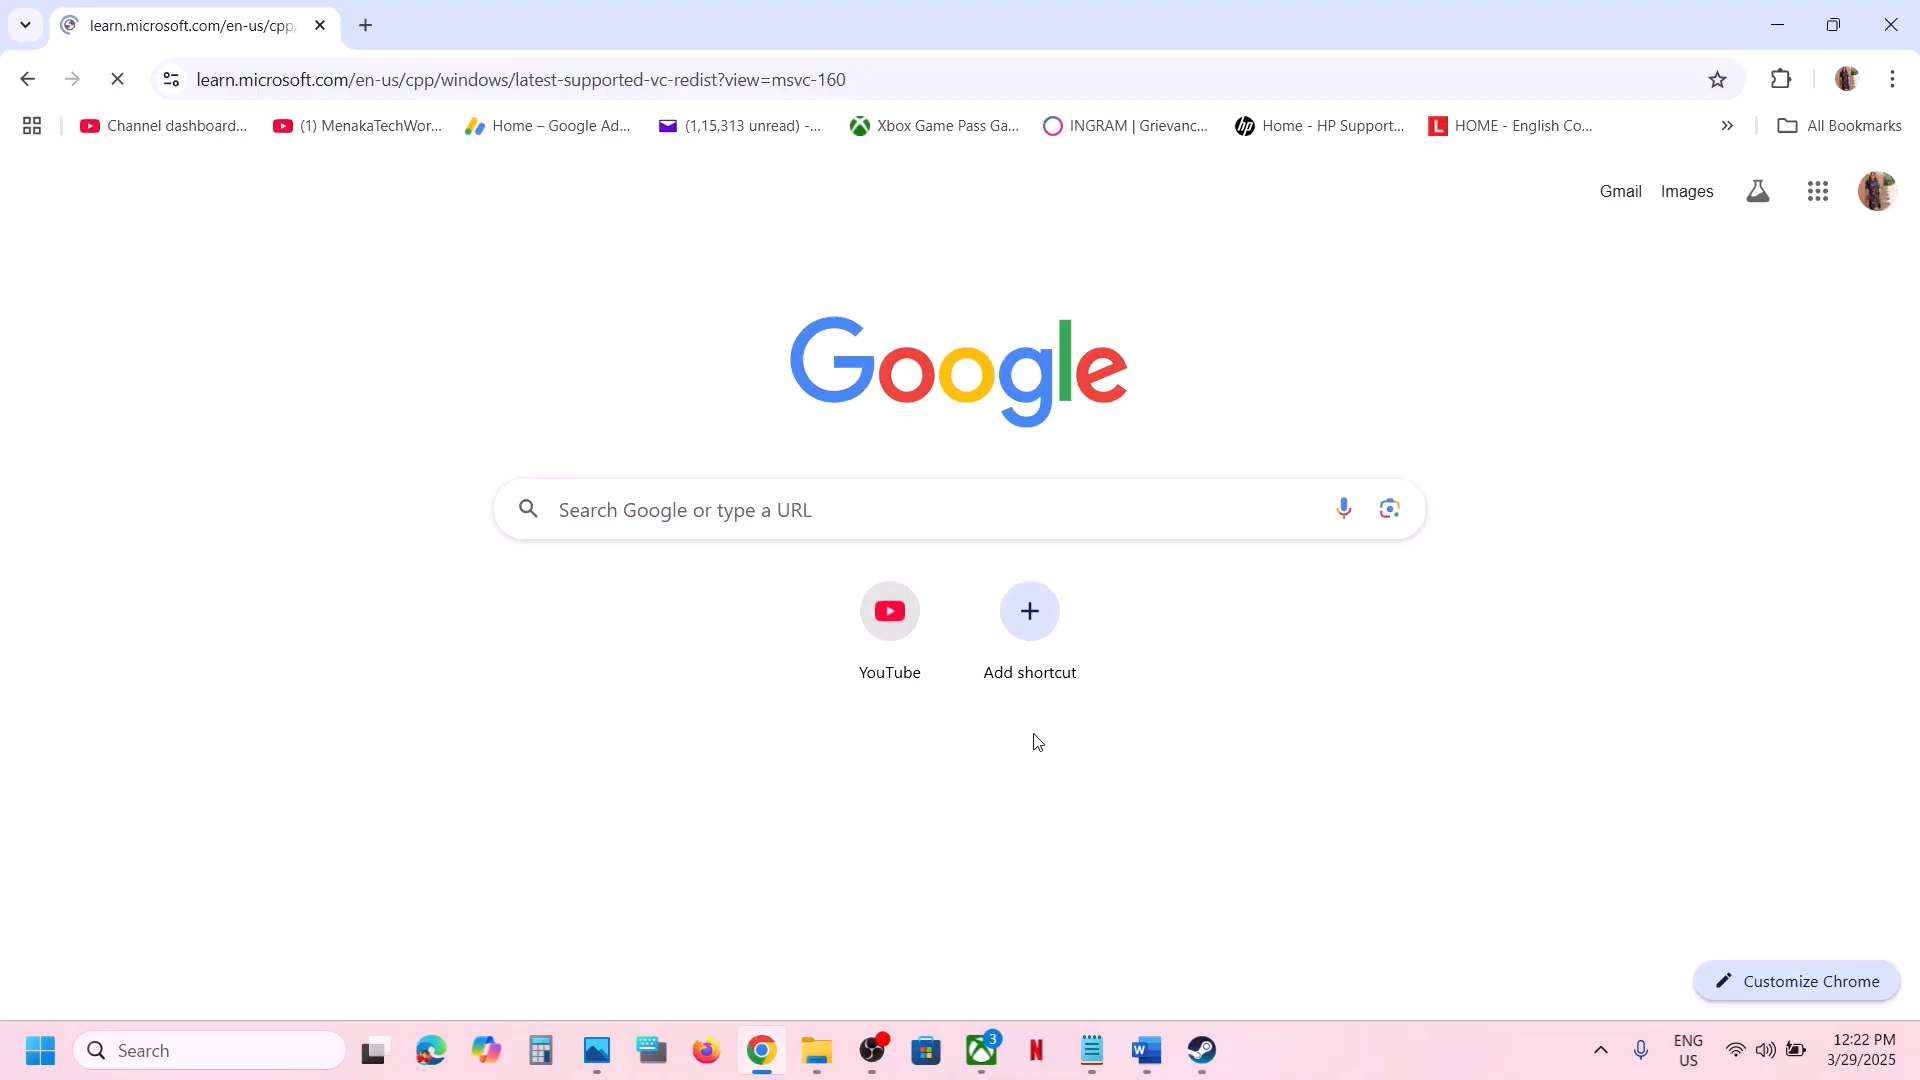 learn.microsoft.com/en-us/cpp/
learn.microsoft.com/en-us/cpp/windows/latest-supported-vc-redist?view=msvc-160
Channel dashboard... (1) MenakaTechWor... Home – Google Ad... (1,15,313 unread) -... Xbox Game Pass Ga... INGRAM | Grievanc... hp Home - HP Support... L HOME - English Co... » All Bookmarks
Gmail Images
Google
Search Google or type a URL
YouTube Add shortcut
Customize Chrome
Search
3
N
W
ENG
US
12:22 PM
3/29/2025